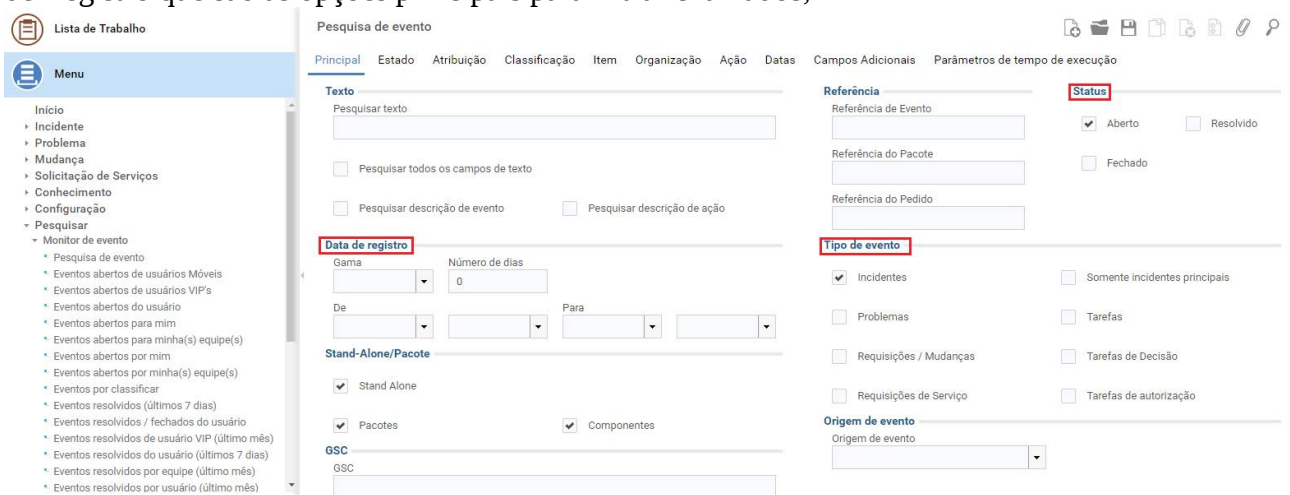 Lista de Trabalho
Menu
Início
Incidente
Problema
Mudança
Solicitação de Serviços
Conhecimento
Configuração
Pesquisar
Monitor de evento
Pesquisa de evento
Eventos abertos de usuários Móveis
Eventos abertos de usuários VIP's
Eventos abertos do usuário
Eventos abertos para mim
Eventos abertos para minha(s) equipe(s)
Eventos abertos por mim
Eventos abertos por minha(s) equipe(s)
Eventos por classificar
Eventos resolvidos (últimos 7 dias)
Eventos resolvidos / fechados do usuário
Eventos resolvidos de usuário VIP (último mês)
Eventos resolvidos do usuário (últimos 7 dias)
Eventos resolvidos por equipe (último mês)
Eventos resolvidos por usuário (último mês)
Pesquisa de evento
Principal Estado Atribuição Classificação Item Organização Ação Datas Campos Adicionais Parâmetros de tempo de execução
Texto
Pesquisar texto
Pesquisar todos os campos de texto
Pesquisar descrição de evento Pesquisar descrição de ação
Data de registro
Gama Número de dias
0
De Para
Stand-Alone/Pacote
Stand Alone
Pacotes Componentes
GSC
GSC
Referência
Referência de Evento
Referência do Pacote
Referência do Pedido
Status
Aberto Resolvido
Fechado
Tipo de evento
Incidentes Somente incidentes principais
Problemas Tarefas
Requisições / Mudanças Tarefas de Decisão
Requisições de Serviço Tarefas de autorização
Origem de evento
Origem de evento